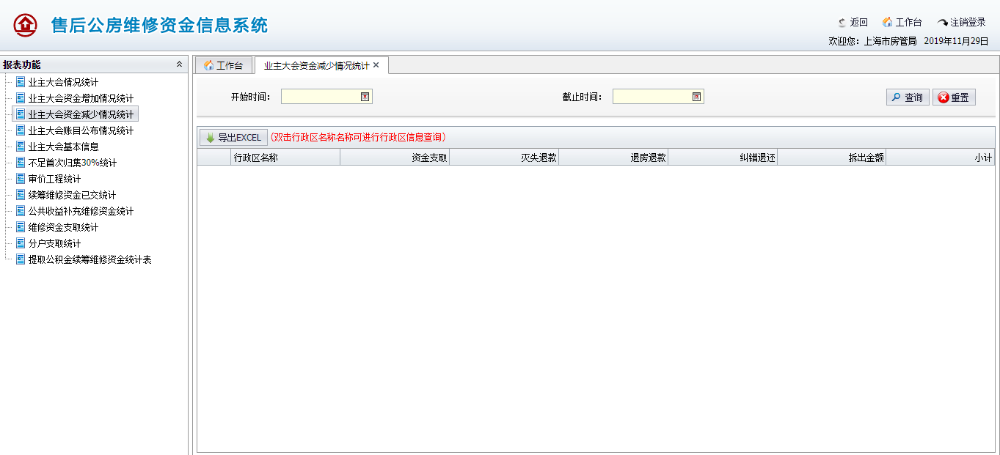 售后公房维修资金信息系统
返回 工作台 注销登录
欢迎您：上海市房管局 2019年11月29日
报表功能
业主大会情况统计
业主大会资金增加情况统计
业主大会资金减少情况统计
业主大会账目公布情况统计
业主大会基本信息
不足首次归集30%统计
审价工程统计
续筹维修资金已交统计
公共收益补充维修资金统计
维修资金支取统计
分户支取统计
提取公积金续筹维修资金统计表
工作台 业主大会资金减少情况统计
开始时间： 截止时间： 查询 重置
导出EXCEL (双击行政区名称名称可进行行政区信息查询)
行政区名称 资金支取 灭失退款 退房退款 纠错退还 拆出金额 小计